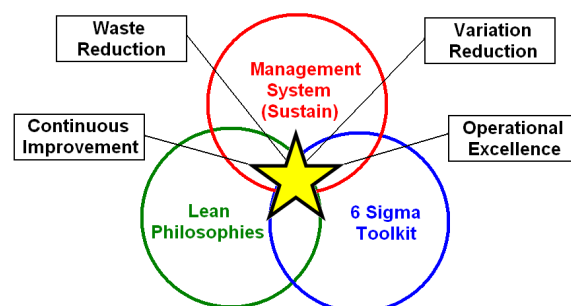 Waste
Reduction
Variation
Reduction
Management
System
(Sustain)
Continuous
Improvement
Operational
Excellence
Lean
Philosophies
6 Sigma
Toolkit